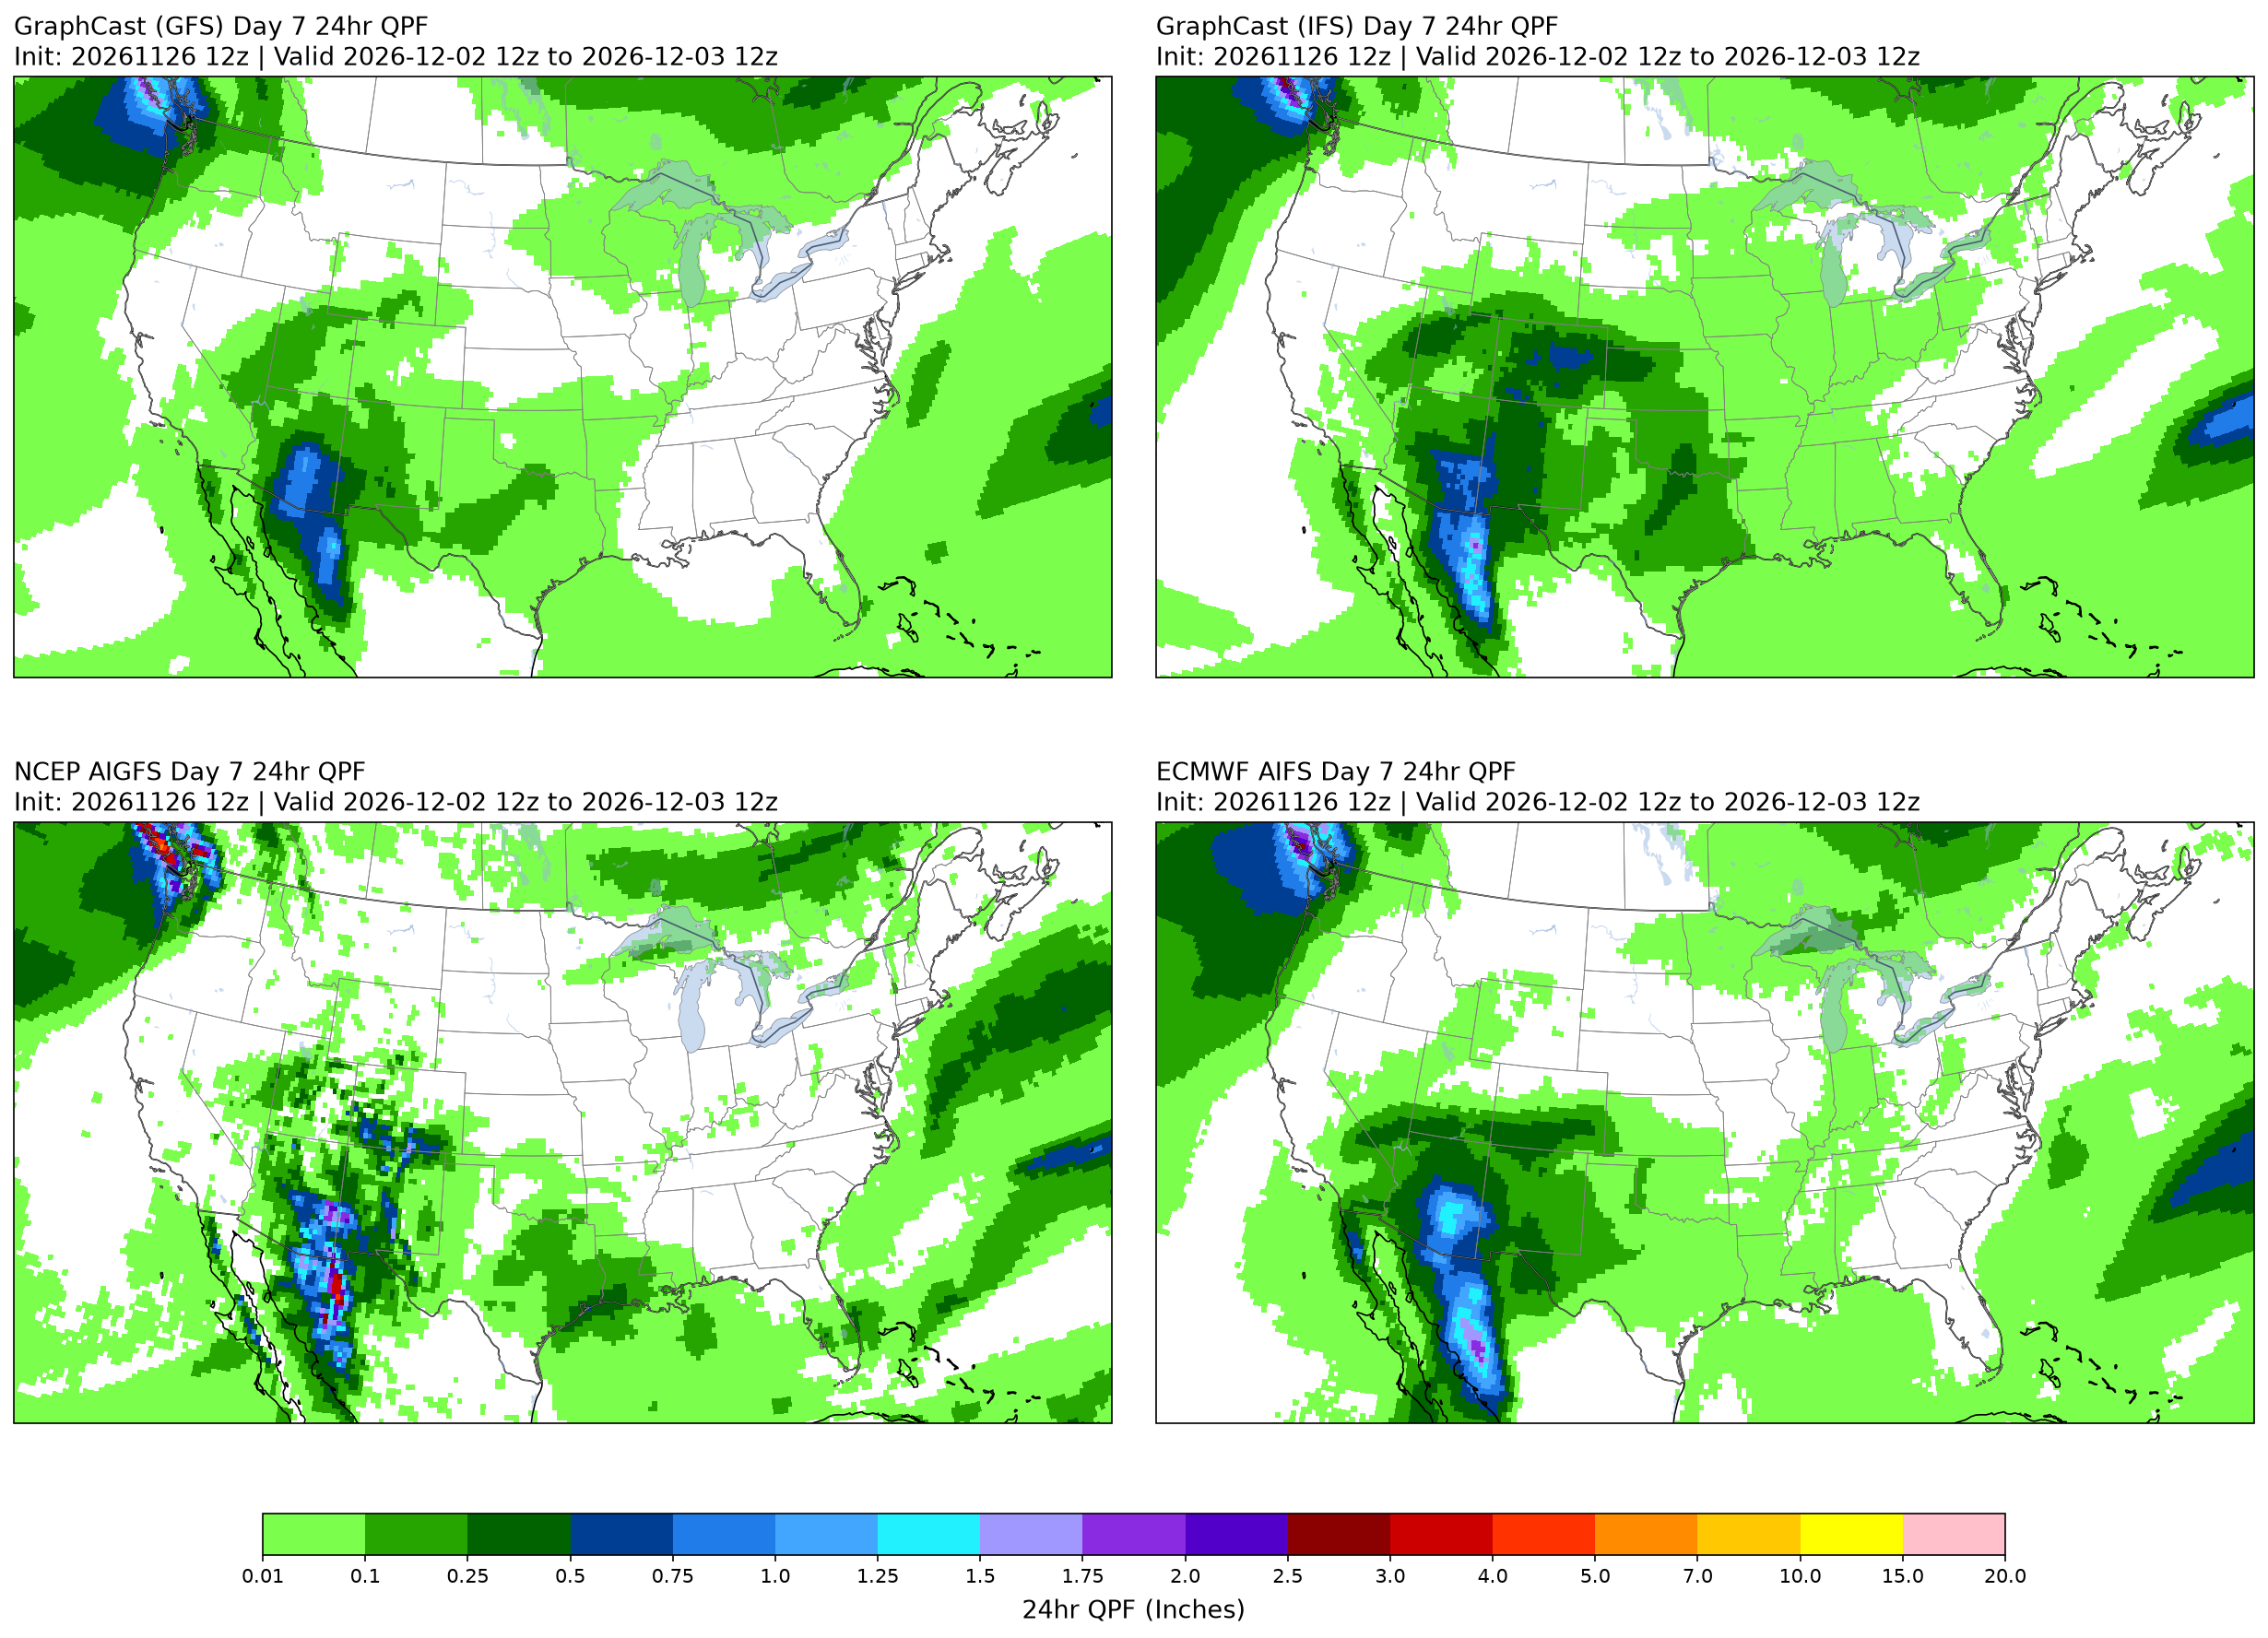 GraphCast (GFS) Day 7 24hr QPF
Init: 20261126 12z | Valid 2026-12-02 12z to 2026-12-03 12z
GraphCast (IFS) Day 7 24hr QPF
Init: 20261126 12z | Valid 2026-12-02 12z to 2026-12-03 12z
NCEP AIGFS Day 7 24hr QPF
Init: 20261126 12z | Valid 2026-12-02 12z to 2026-12-03 12z
ECMWF AIFS Day 7 24hr QPF
Init: 20261126 12z | Valid 2026-12-02 12z to 2026-12-03 12z
0.01 0.1 0.25 0.5 0.75 1.0 1.25 1.5 1.75 2.0 2.5 3.0 4.0 5.0 7.0 10.0 15.0 20.0
24hr QPF (Inches)